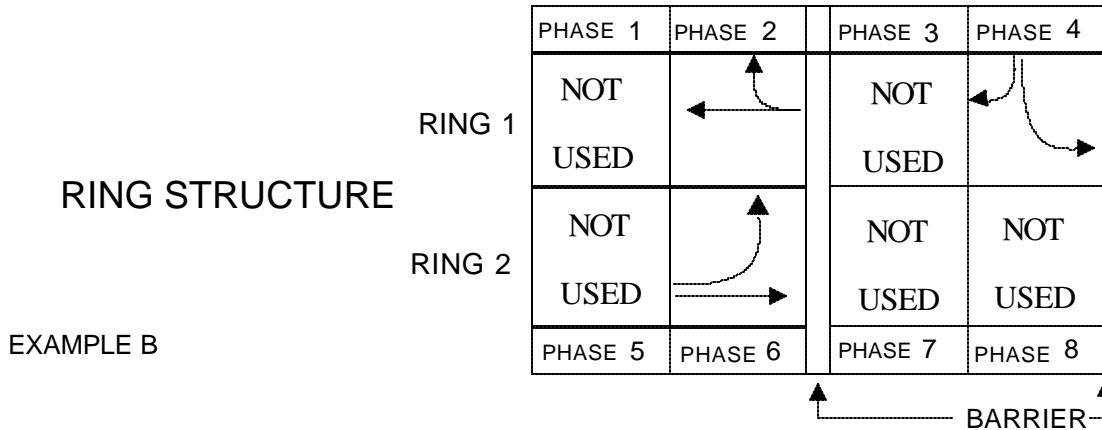 PHASE 1 PHASE 2 PHASE 3 PHASE 4
NOT NOT
RING 1
USED USED
RING STRUCTURE
NOT NOT NOT
RING 2
USED USED USED
EXAMPLE B
PHASE 5 PHASE 6 PHASE 7 PHASE 8
BARRIER